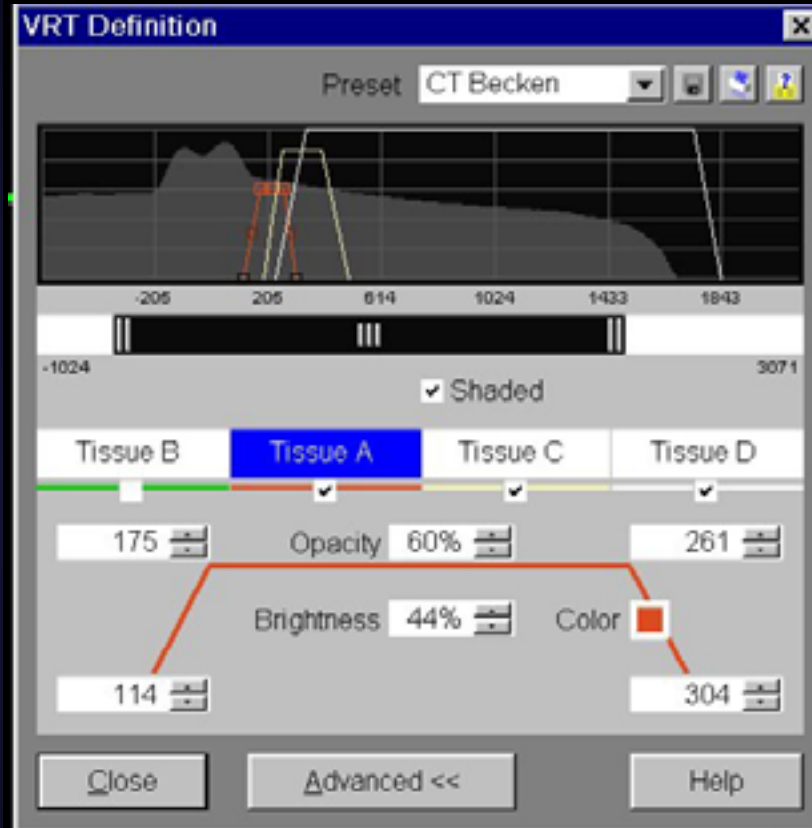 VRT Definition
Preset CT Becken
-205 205 614 1024 1433 1843
-1024 3071
Shaded
Tissue B Tissue A Tissue C Tissue D
175 Opacity 60% 261
Brightness 44% Color
114 304
Close Advanced << Help